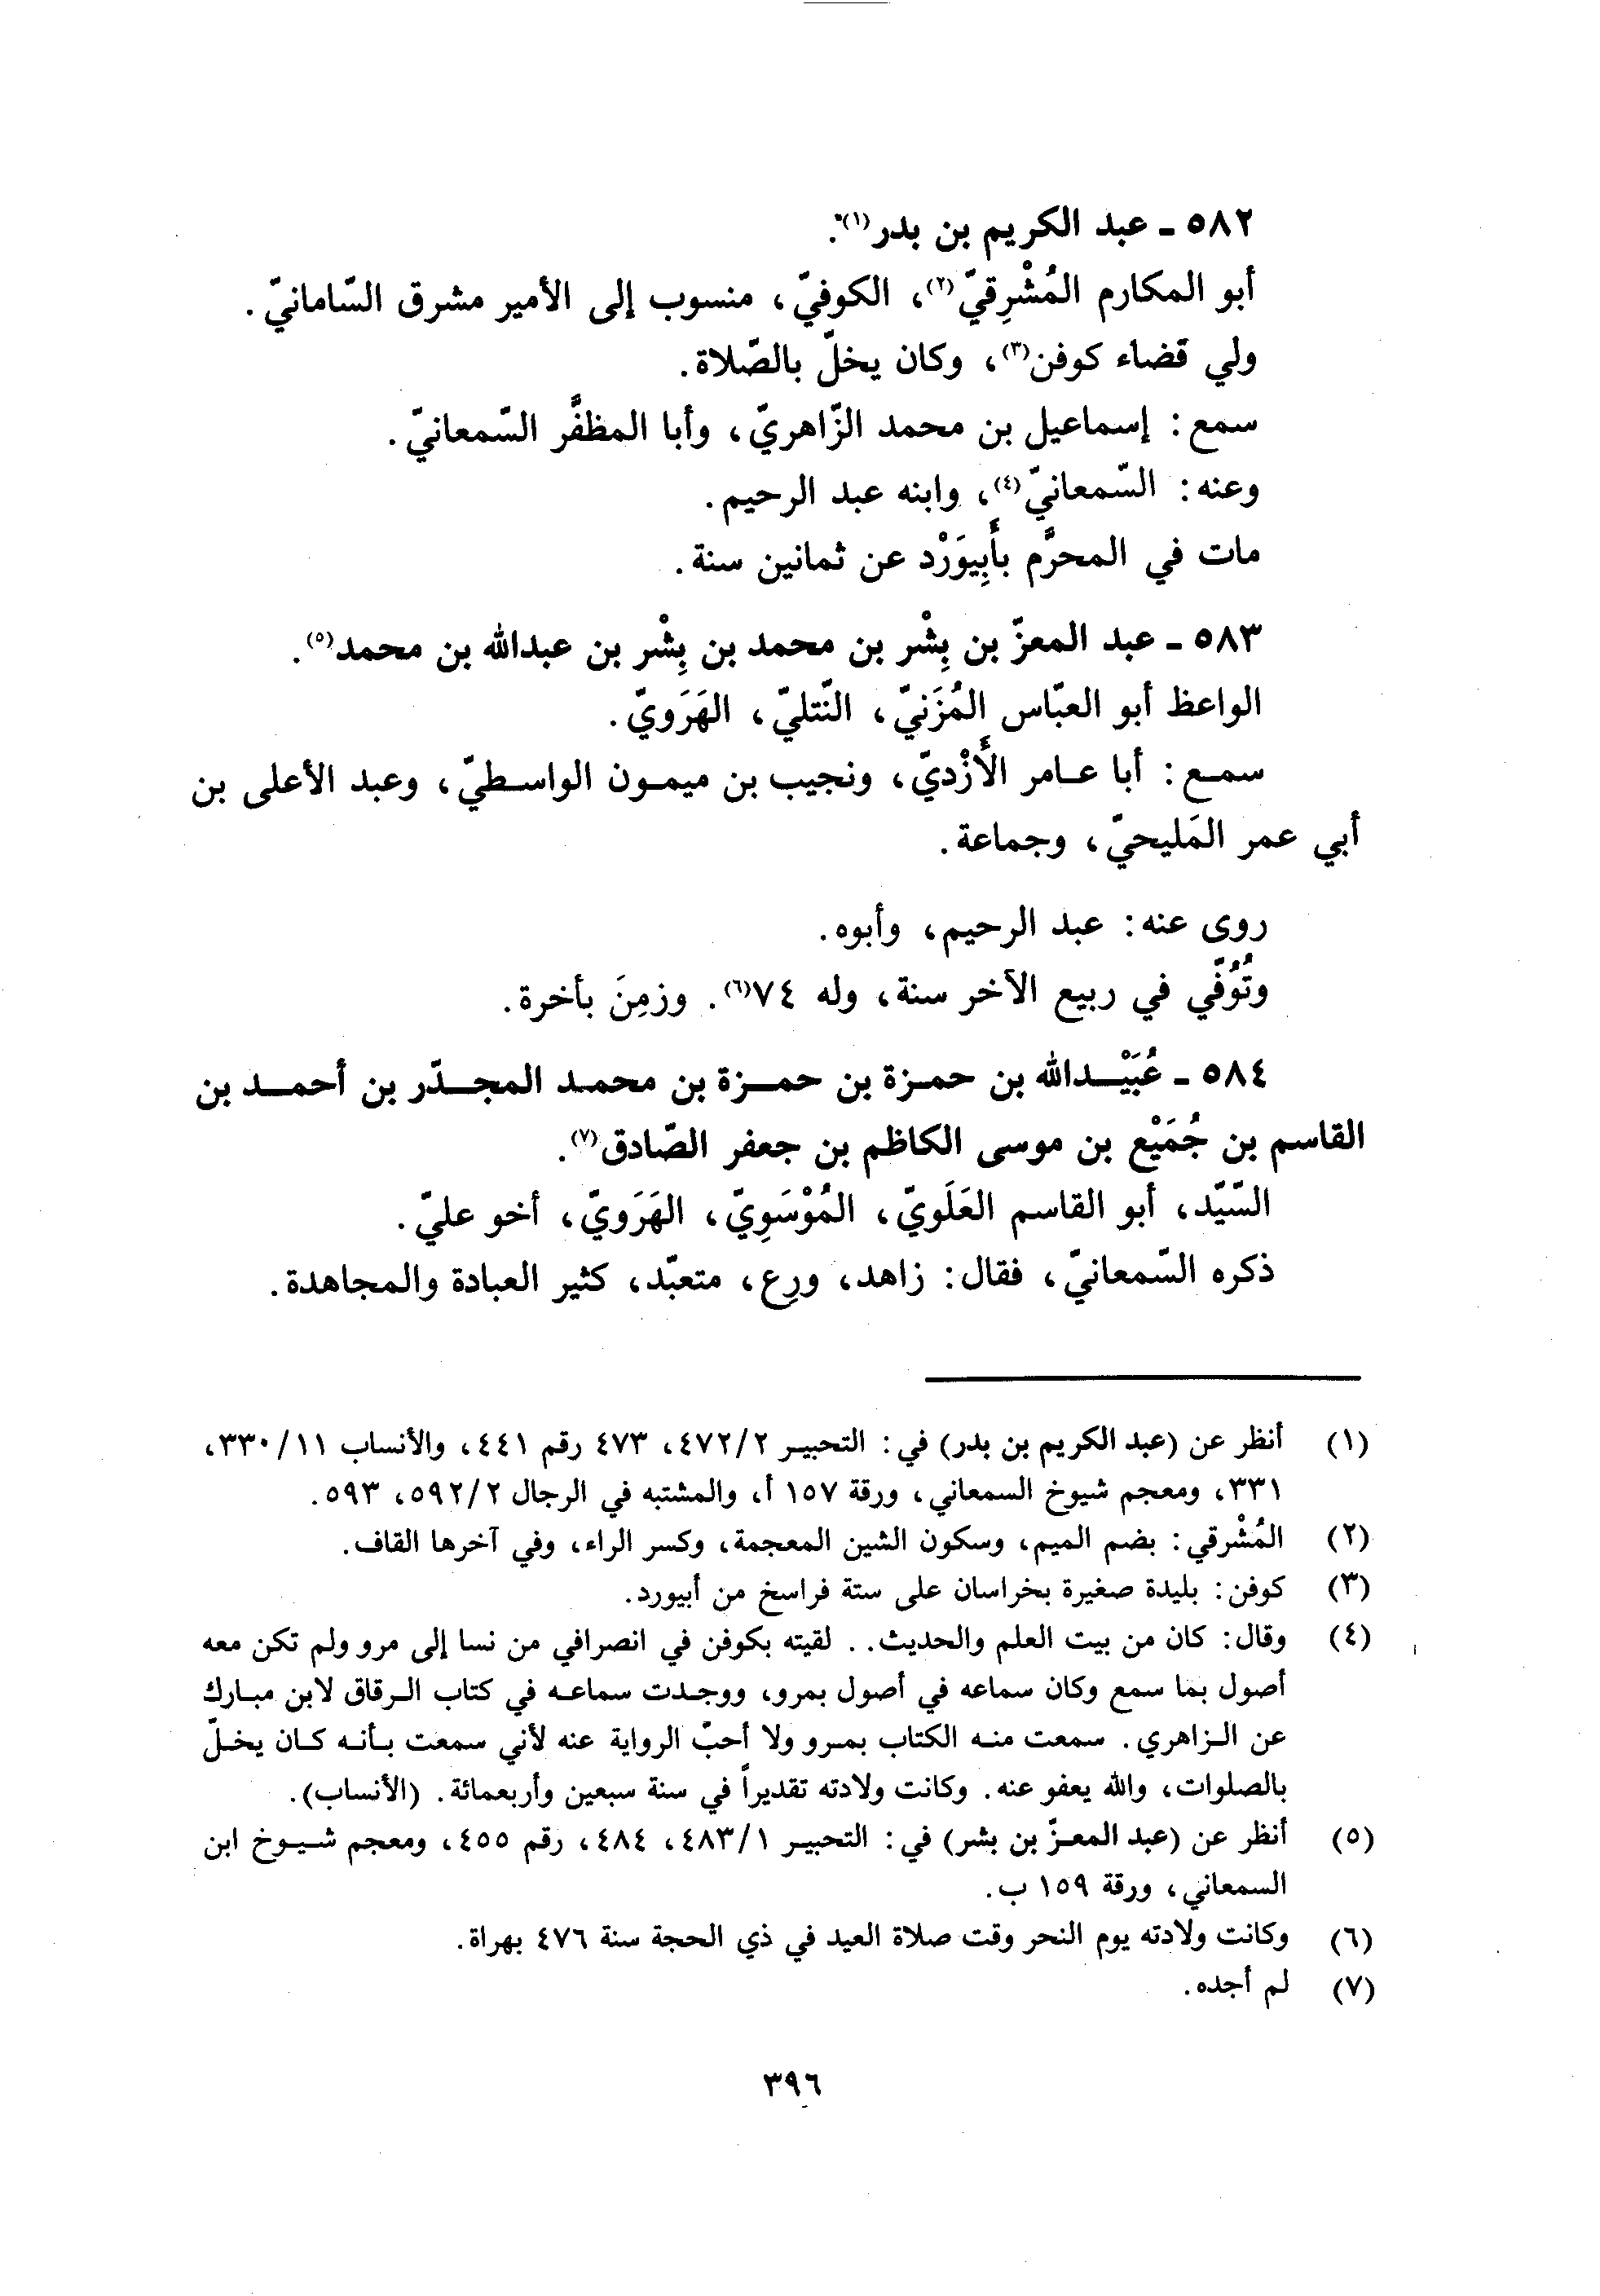 ٥٨٢ ـ عبد الكريم بن بدر(١).
أبو المكارم المُشْرِقيّ(٢)، الكوفيّ، منسوب إلى الأمير مشرق السّامانيّ.
ولي قضاء كوفن(٣)، وكان يخلّ بالصّلاة.
سمع: إسماعيل بن محمد الزّاهريّ، وأبا المظفَّر السّمعانيّ.
وعنه: السّمعانيّ(٤)، وابنه عبد الرحيم.
مات في المحرَّم بأَبِيوَرْد عن ثمانين سنة.
٥٨٣ ـ عبد المعزّ بن بِشْر بن محمد بن بِشْر بن عبدالله بن محمد(٥).
الواعظ أبو العبّاس المُزَنيّ، النّتليّ، الهَرَويّ.
سمع: أبا عامر الأَزْديّ، ونجيب بن ميمون الواسطيّ، وعبد الأعلى بن
أبي عمر المَليحيّ، وجماعة.
روى عنه: عبد الرحيم، وأبوه.
وتُوُفّي في ربيع الآخر سنة، وله ٧٤(٦). وزمِنَ بأخرة.
٥٨٤ ـ عُبَيْدالله بن حمزة بن حمزة بن محمد المجدّر بن أحمد بن
القاسم بن جُمَيْع بن موسى الكاظم بن جعفر الصّادق(٧).
السّيّد، أبو القاسم العَلَويّ، المُوْسَوِيّ، الهَرَويّ، أخو عليّ.
ذكره السّمعانيّ، فقال: زاهد، ورِع، متعبّد، كثير العبادة والمجاهدة.
(١) أنظر عن (عبد الكريم بن بدر) في: التحبير ٤٧٢/٢، ٤٧٣ رقم ٤٤١، والأنساب ٣٣٠/١١،
٣٣١، ومعجم شيوخ السمعاني، ورقة ١٥٧ أ، والمشتبه في الرجال ٥٩٢/٢، ٥٩٣.
(٢) المُشْرقي: بضم الميم، وسكون الشين المعجمة، وكسر الراء، وفي آخرها القاف.
(٣) كوفن: بليدة صغيرة بخراسان على ستة فراسخ من أبيورد.
(٤) وقال: كان من بيت العلم والحديث.. لقيته بكوفن في انصرافي من نسا إلى مرو ولم تكن معه
أصول بما سمع وكان سماعه في أصول بمرو، ووجدت سماعه في كتاب الرقاق لابن مبارك
عن الزاهري. سمعت منه الكتاب بمرو ولا أحبّ الرواية عنه لأني سمعت بأنه كان يخلّ
بالصلوات، والله يعفو عنه. وكانت ولادته تقديراً في سنة سبعين وأربعمائة. (الأنساب).
(٥) أنظر عن (عبد المعزّ بن بشر) في: التحبير ٤٨٣/١، ٤٨٤، رقم ٤٥٥، ومعجم شيوخ ابن
السمعاني، ورقة ١٥٩ ب.
(٦) وكانت ولادته يوم النحر وقت صلاة العيد في ذي الحجة سنة ٤٧٦ بهراة.
(٧) لم أجده.
٣٩٦